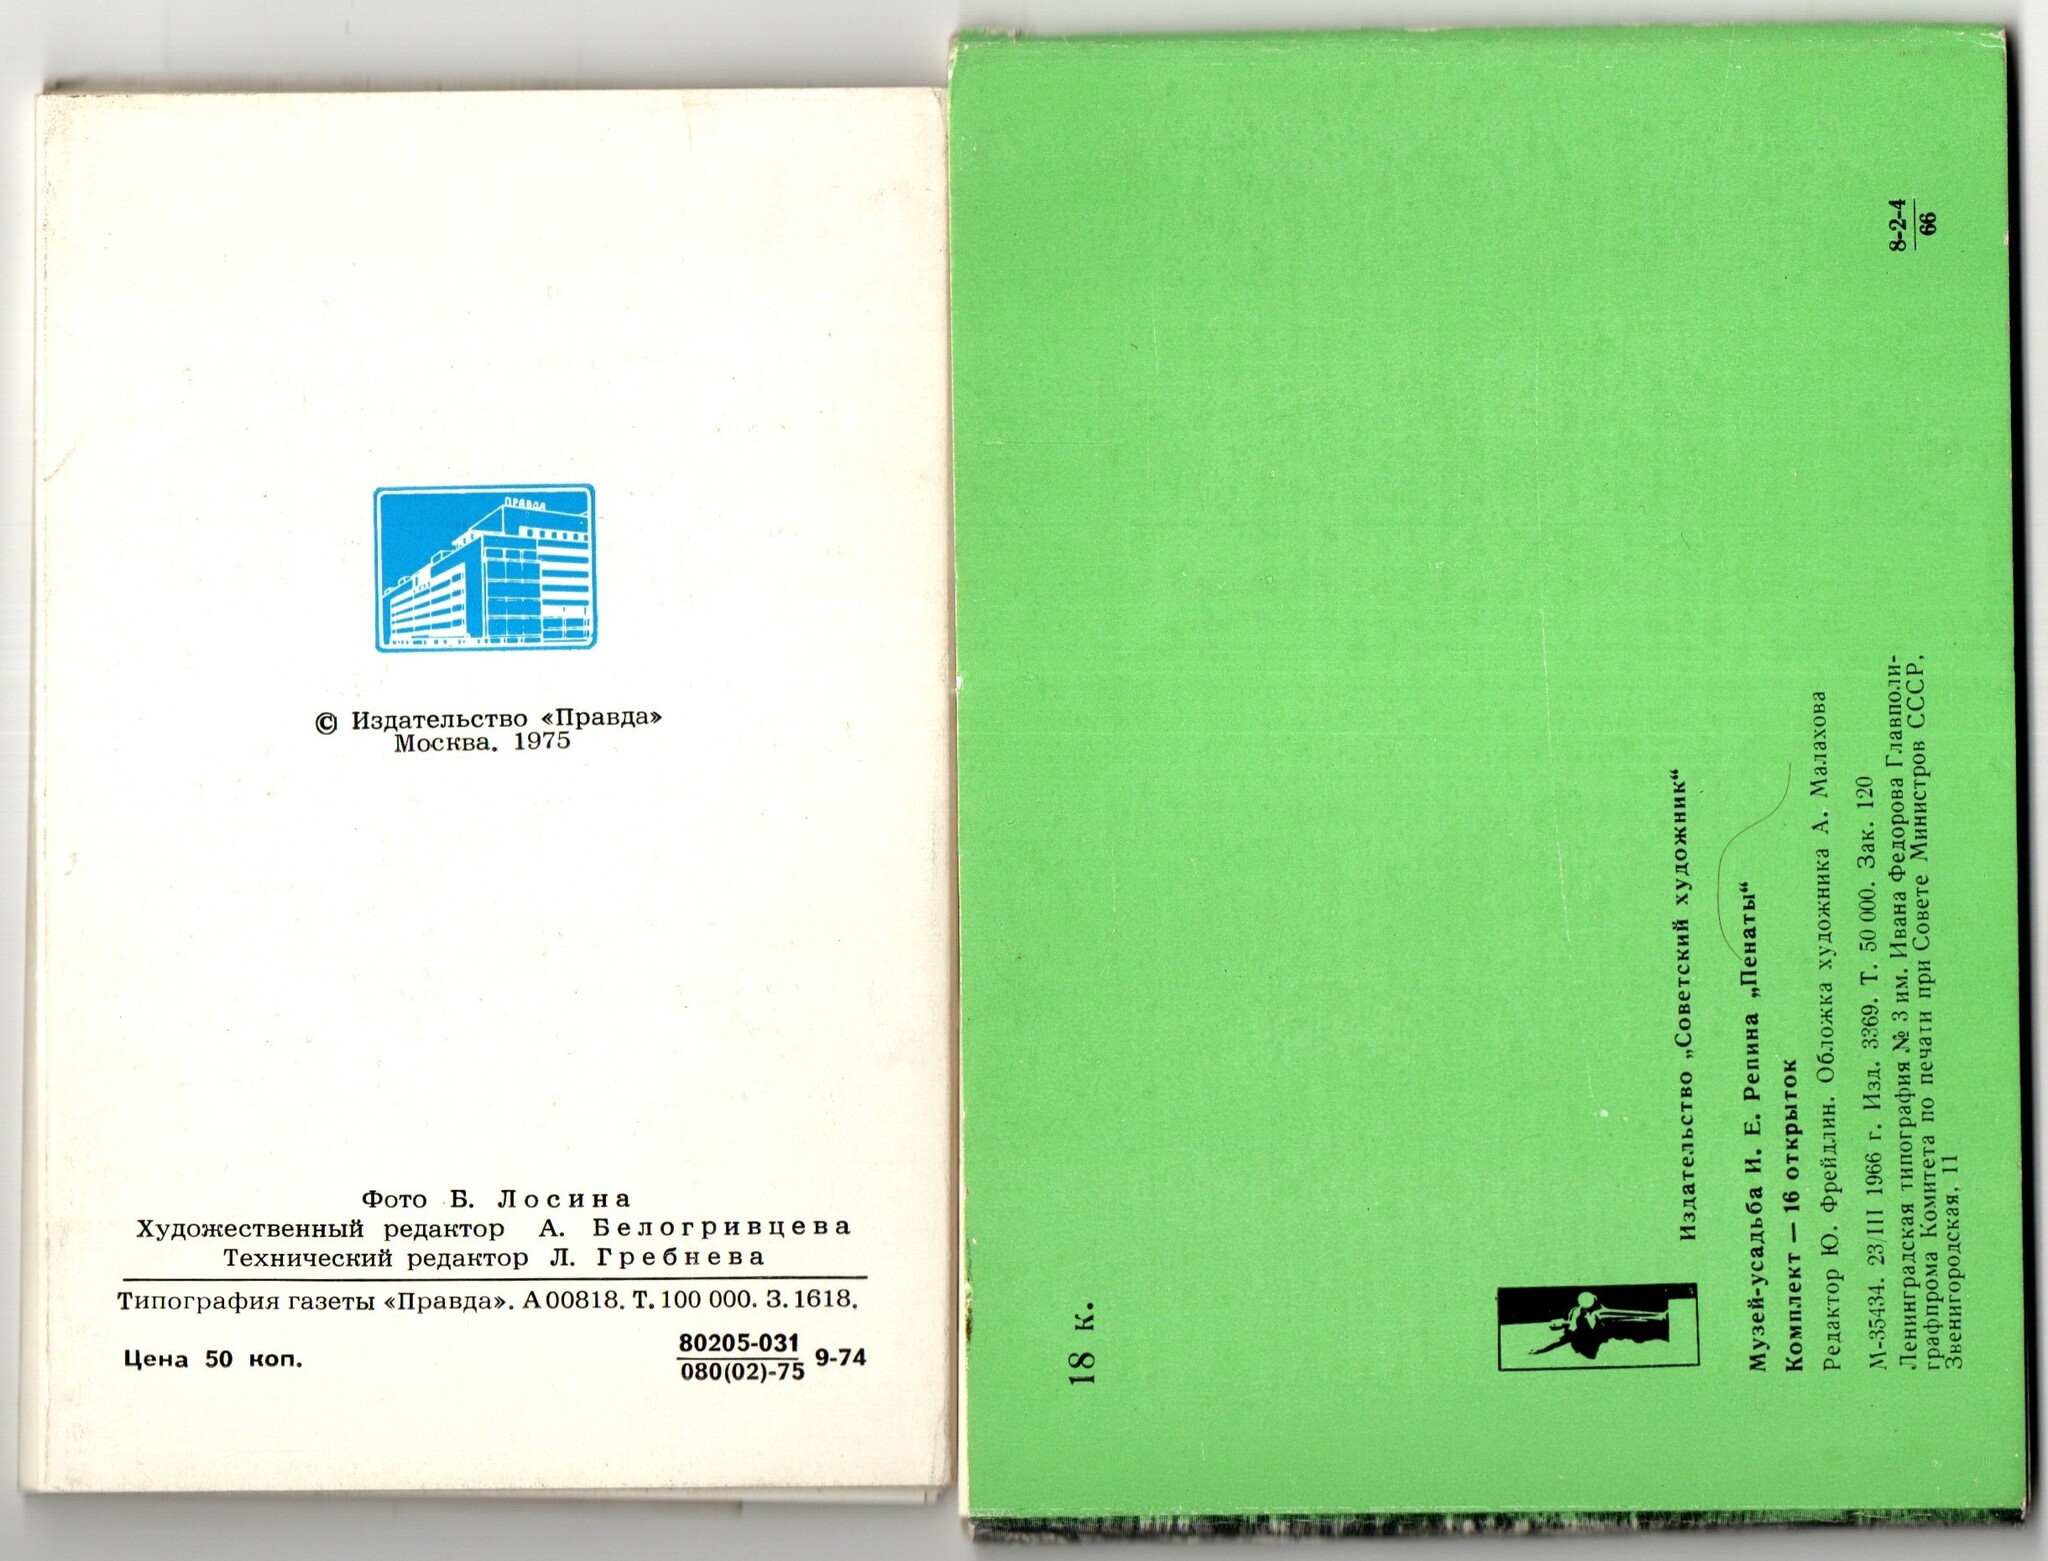 ПРАВДА
© Издательство «Правда»
Москва. 1975
Фото Б. Лосина
Художественный редактор А. Белогривцева
Технический редактор Л. Гребнева
Типография газеты «Правда». А 00818. Т. 100 000. З. 1618.
Цена 50 коп.
80205-031
080(02)-75 9-74
18 к.
Издательство „Советский художник“
Музей-усадьба И. Е. Репина „Пенаты“
Комплект — 16 открыток
Редактор Ю. Фрейдлин. Обложка художника А. Малахова
М-35434. 23/III 1966 г. Изд. 3369. Т. 50 000. Зак. 120
Ленинградская типография № 3 им. Ивана Федорова Главполи-
графпрома Комитета по печати при Совете Министров СССР,
Звенигородская, 11
8-2-4
66